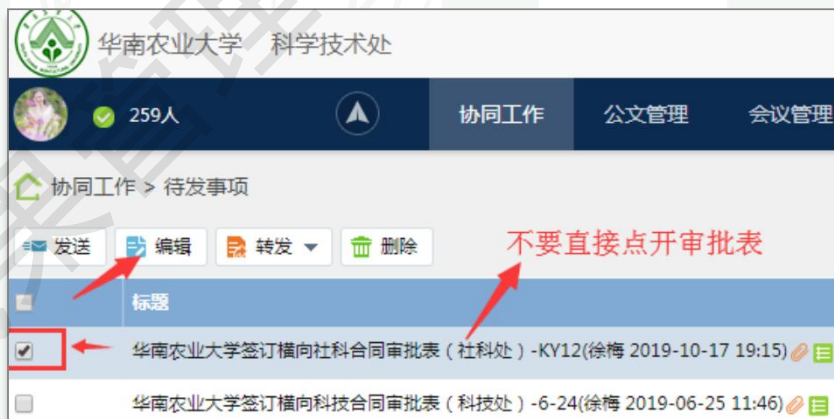 华南农业大学 科学技术处
259人
协同工作 公文管理 会议管理
协同工作 > 待发事项
发送 编辑 转发 删除
不要直接点开审批表
标题
华南农业大学签订横向社科合同审批表（社科处）-KY12(徐梅 2019-10-17 19:15)
华南农业大学签订横向科技合同审批表（科技处）-6-24(徐梅 2019-06-25 11:46)